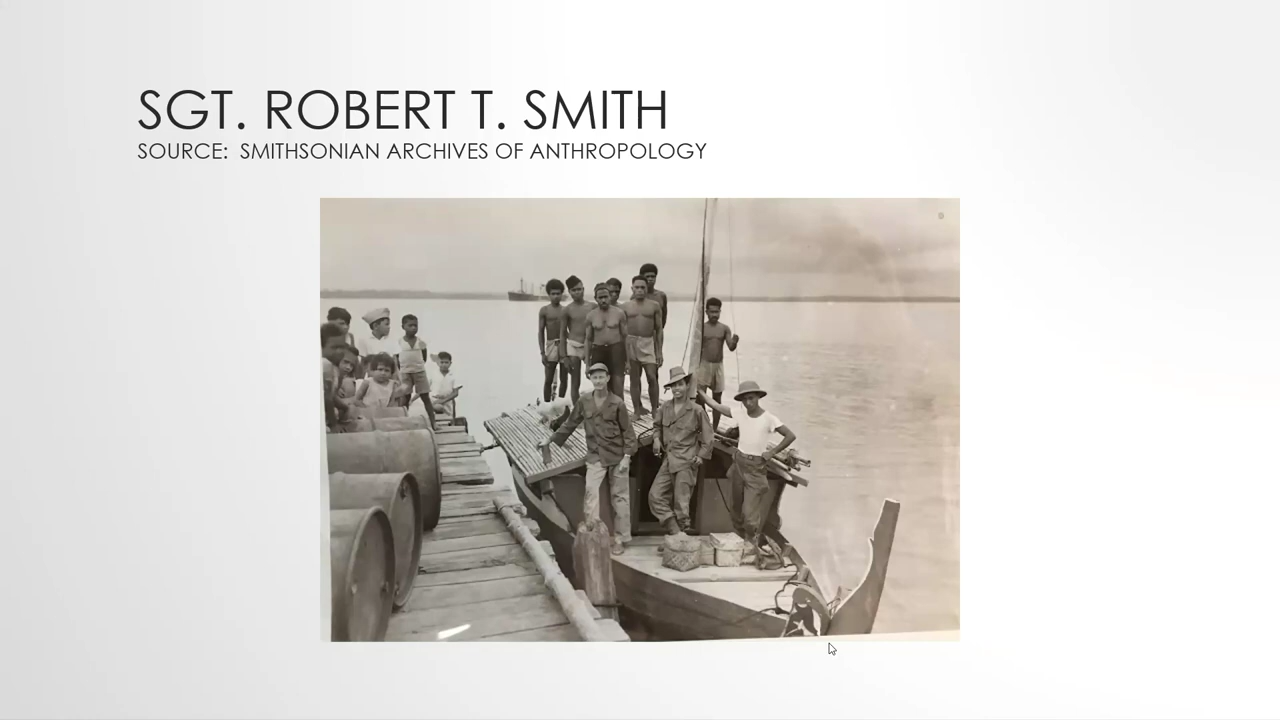 SGT. ROBERT T. SMITH
SOURCE: SMITHSONIAN ARCHIVES OF ANTHROPOLOGY